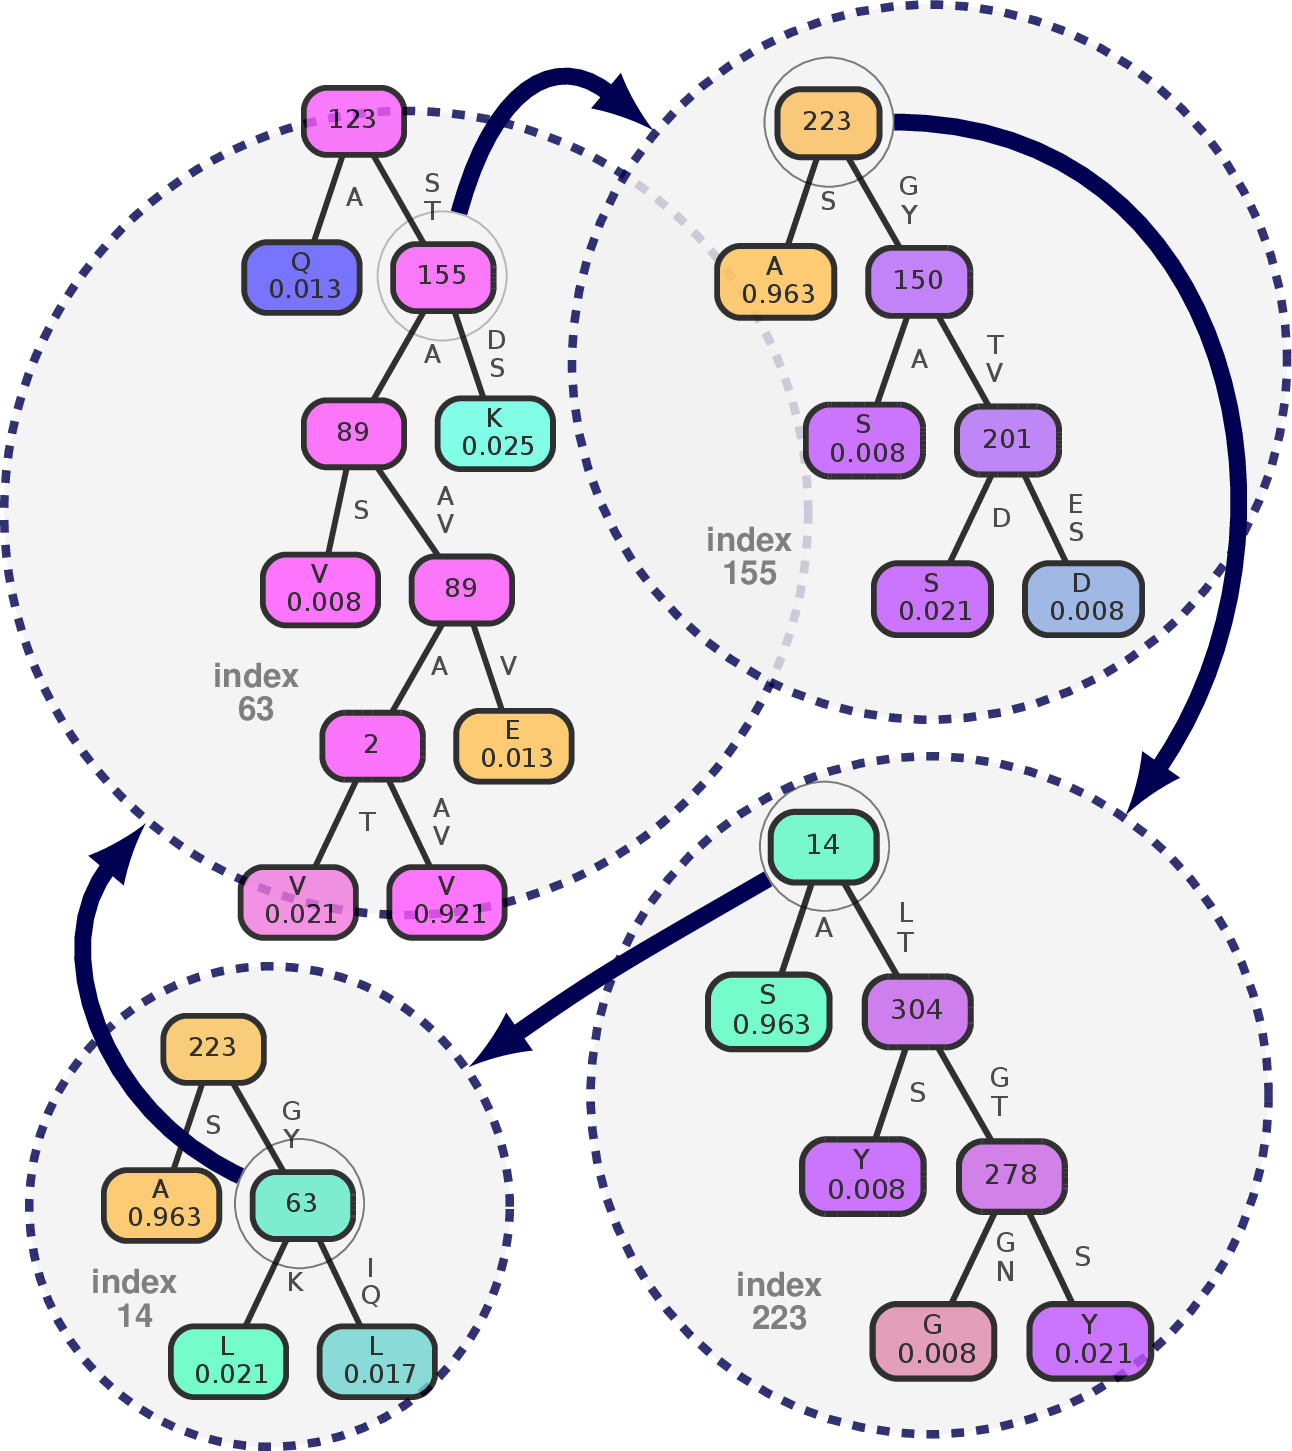 123
A
S
T
Q
0.013
155
A
D
S
89
K
0.025
S
A
V
V
0.008
89
index
63
A
V
2
E
0.013
T
A
V
V
0.021
V
0.921
223
S
G
Y
A
0.963
150
A
T
V
S
0.008
201
index
155
D
E
S
S
0.021
D
0.008
14
A
L
T
S
0.963
304
S
G
T
Y
0.008
278
index
223
G
N
S
G
0.008
Y
0.021
223
S
G
Y
A
0.963
63
index
14
K
I
Q
L
0.021
L
0.017